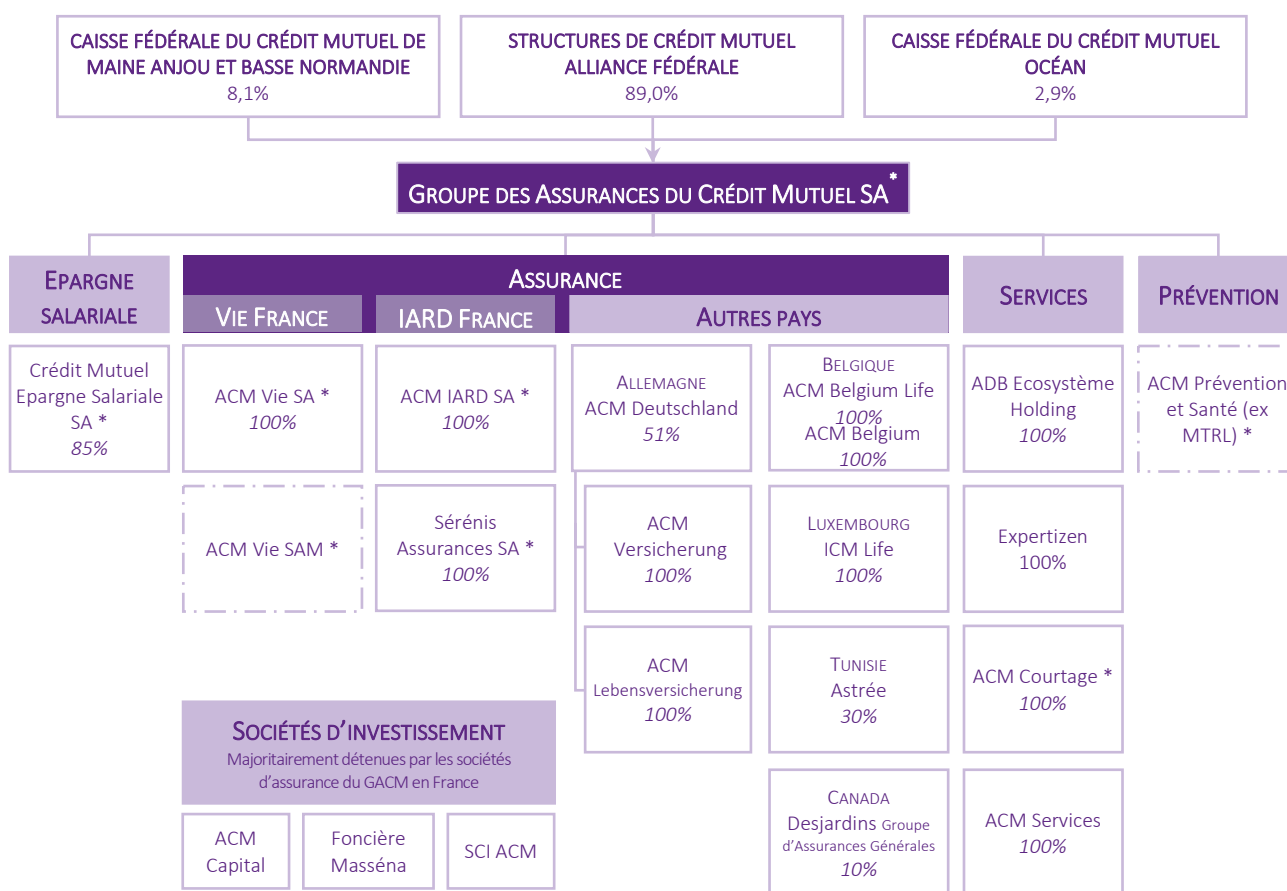 CAISSE FÉDÉRALE DU CRÉDIT MUTUEL DE
MAINE ANJOU ET BASSE NORMANDIE
8,1%
STRUCTURES DE CRÉDIT MUTUEL
ALLIANCE FÉDÉRALE
89,0%
CAISSE FÉDÉRALE DU CRÉDIT MUTUEL
OCÉAN
2,9%
GROUPE DES ASSURANCES DU CRÉDIT MUTUEL SA*
EPARGNE
SALARIALE
ASSURANCE
VIE FRANCE
IARD FRANCE
AUTRES PAYS
SERVICES
PRÉVENTION
Crédit Mutuel
Epargne Salariale
SA *
85%
ACM Vie SA *
100%
ACM IARD SA *
100%
ALLEMAGNE
ACM Deutschland
51%
BELGIQUE
ACM Belgium Life
100%
ACM Belgium
100%
ADB Ecosystème
Holding
100%
ACM Prévention
et Santé (ex
MTRL) *
ACM Vie SAM *
Sérénis
Assurances SA *
100%
ACM
Versicherung
100%
LUXEMBOURG
ICM Life
100%
Expertizen
100%
ACM
Lebensversicherung
100%
TUNISIE
Astrée
30%
ACM Courtage *
100%
SOCIÉTÉS D'INVESTISSEMENT
Majoritairement détenues par les sociétés
d'assurance du GACM en France
ACM
Capital
Foncière
Masséna
SCI ACM
CANADA
Desjardins Groupe
d'Assurances Générales
10%
ACM Services
100%